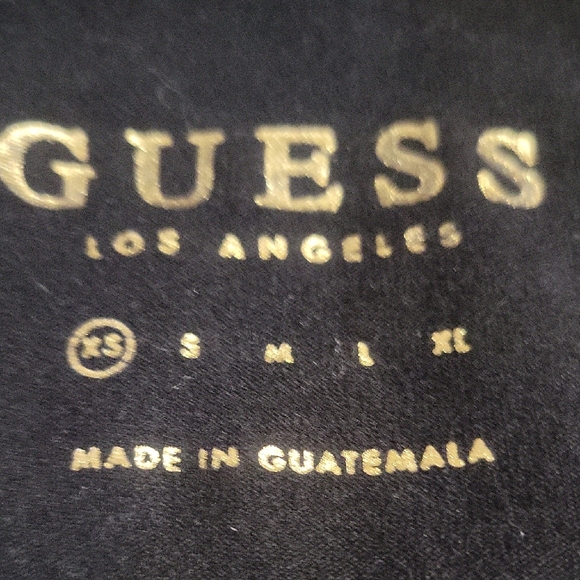 GUESS
LOS ANGELES
XS S M L XL
MADE IN GUATEMALA